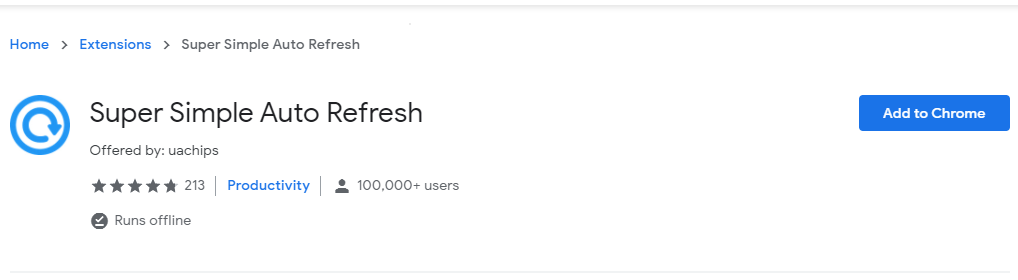 Home > Extensions > Super Simple Auto Refresh
Super Simple Auto Refresh
Add to Chrome
Offered by: uachips
213 Productivity 100,000+ users
Runs offline